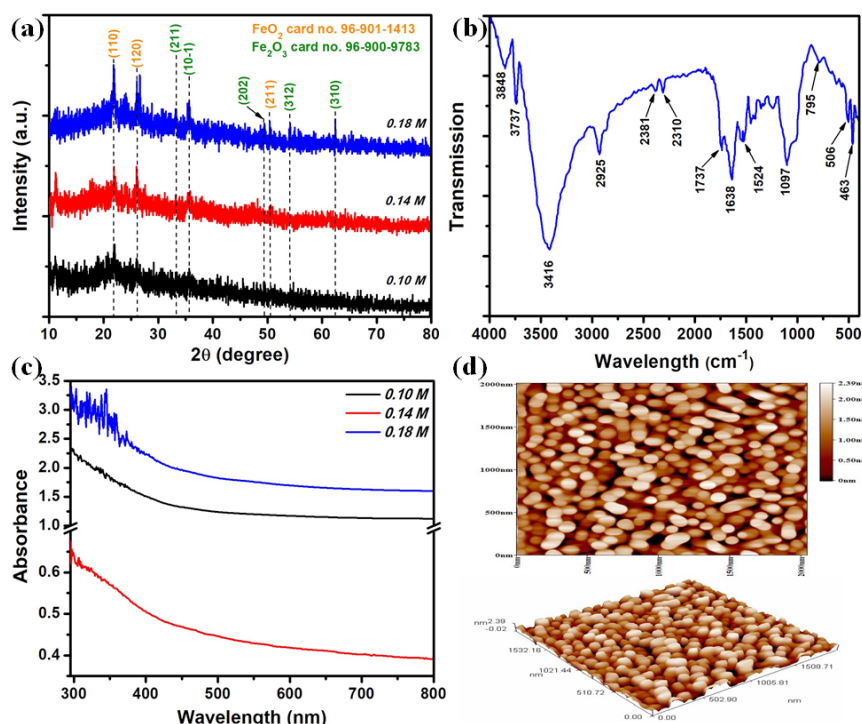 (a)
FeO₂ card no. 96-901-1413
Fe₂O₃ card no. 96-900-9783
(110)
(120)
(211)
(10-1)
(202)
(211)
(312)
(310)
0.18 M
0.14 M
0.10 M
Intensity (a.u.)
10 20 30 40 50 60 70 80
2θ (degree)
(b)
Transmission
3848
3737
3416
2925
2381
2310
1737
1638
1524
1097
795
506
463
4000 3500 3000 2500 2000 1500 1000 500
Wavelength (cm⁻¹)
(c)
Absorbance
3.5
3.0
2.5
2.0
1.5
1.0
0.6
0.5
0.4
0.10 M
0.14 M
0.18 M
300 400 500 600 700 800
Wavelength (nm)
(d)
2000nm
1500nm
1000nm
500nm
0nm
0nm 500nm 1000nm 1500nm
2.00nm
1.50nm
1.00nm
0.50nm
0nm
nm
2.39
-0.02
1532.16
1021.44
nm
510.72
0.00
0.00
502.90
1005.81
nm
1508.71